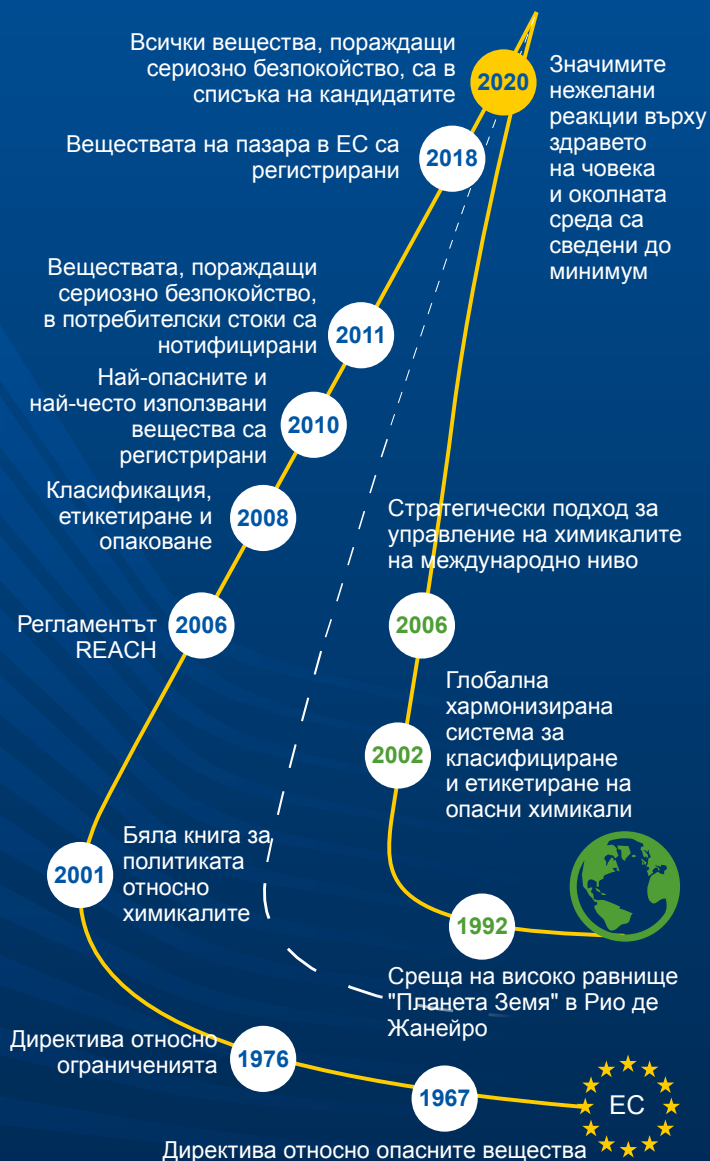 Всички вещества, пораждащи
сериозно безпокойство, са в
списъка на кандидатите
2020
Значимите
нежелани
реакции върху
здравето
на човека
и околната
среда са
сведени до
минимум
Веществата на пазара в ЕС са
регистрирани
2018
Веществата, пораждащи
сериозно безпокойство,
в потребителски стоки са
нотифицирани
2011
Най-опасните и
най-често използвани
вещества са
регистрирани
2010
Класификация,
етикетиране и
опаковане
2008
Стратегически подход за
управление на химикалите
на международно ниво
Регламентът
REACH
2006
2006
Глобална
хармонизирана
система за
класифициране
и етикетиране на
опасни химикали
2002
Бяла книга за
политиката
относно
химикалите
2001
1992
Среща на високо равнище
"Планета Земя" в Рио де
Жанейро
Директива относно
ограниченията
1976
1967
ЕС
Директива относно опасните вещества